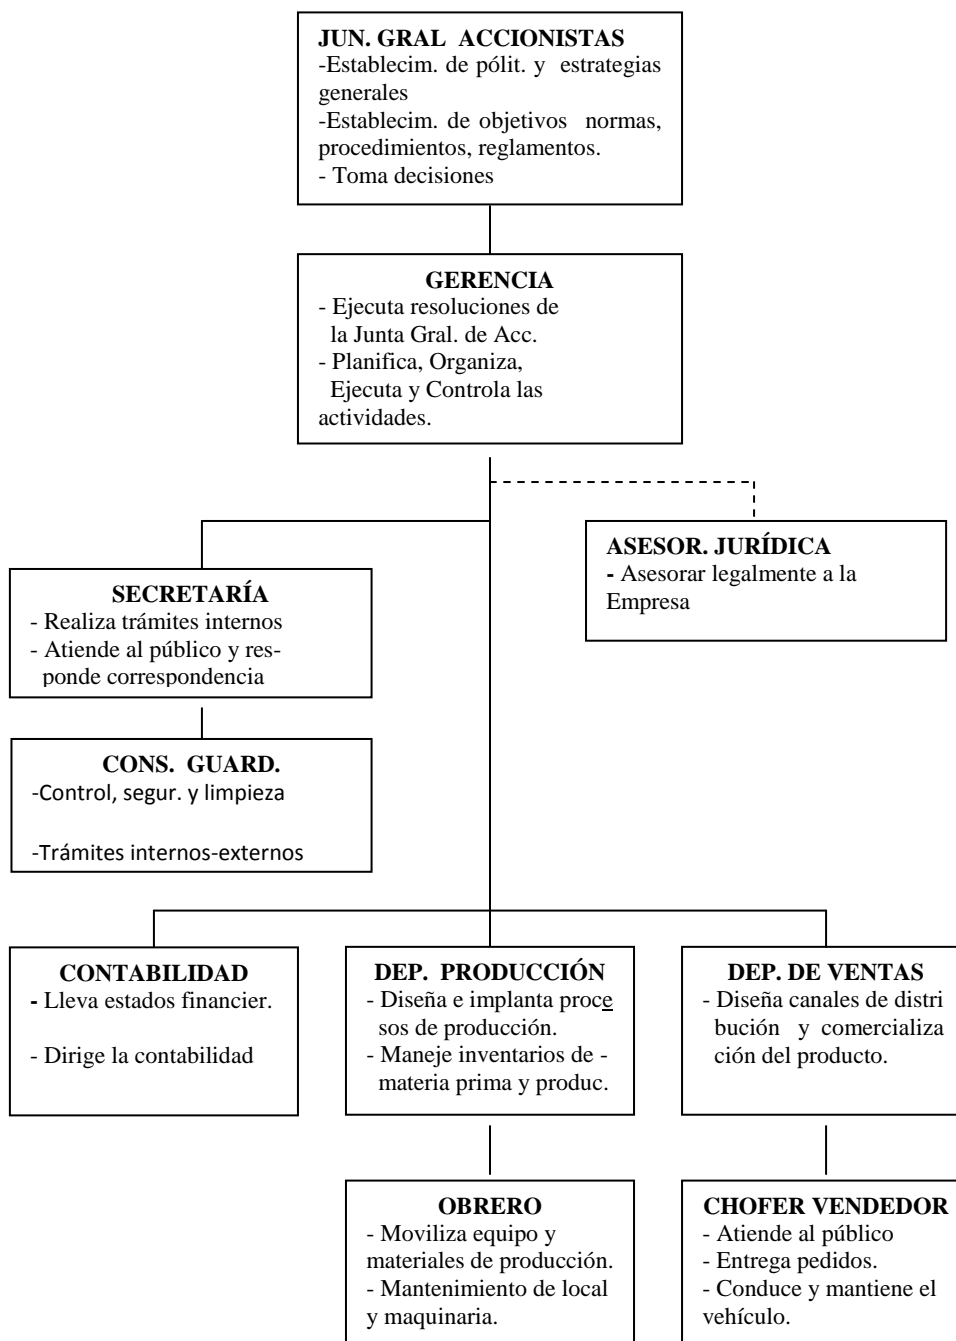 JUN. GRAL ACCIONISTAS
-Establecim. de pólit. y estrategias
generales
-Establecim. de objetivos normas,
procedimientos, reglamentos.
- Toma decisiones
GERENCIA
- Ejecuta resoluciones de
la Junta Gral. de Acc.
- Planifica, Organiza,
Ejecuta y Controla las
actividades.
ASESOR. JURÍDICA
- Asesorar legalmente a la
Empresa
SECRETARÍA
- Realiza trámites internos
- Atiende al público y res-
ponde correspondencia
CONS. GUARD.
-Control, segur. y limpieza
-Trámites internos-externos
CONTABILIDAD
- Lleva estados financier.
- Dirige la contabilidad
DEP. PRODUCCIÓN
- Diseña e implanta proce
sos de producción.
- Maneje inventarios de -
materia prima y produc.
DEP. DE VENTAS
- Diseña canales de distri
bución y comercializa
ción del producto.
OBRERO
- Moviliza equipo y
materiales de producción.
- Mantenimiento de local
y maquinaria.
CHOFER VENDEDOR
- Atiende al público
- Entrega pedidos.
- Conduce y mantiene el
vehículo.